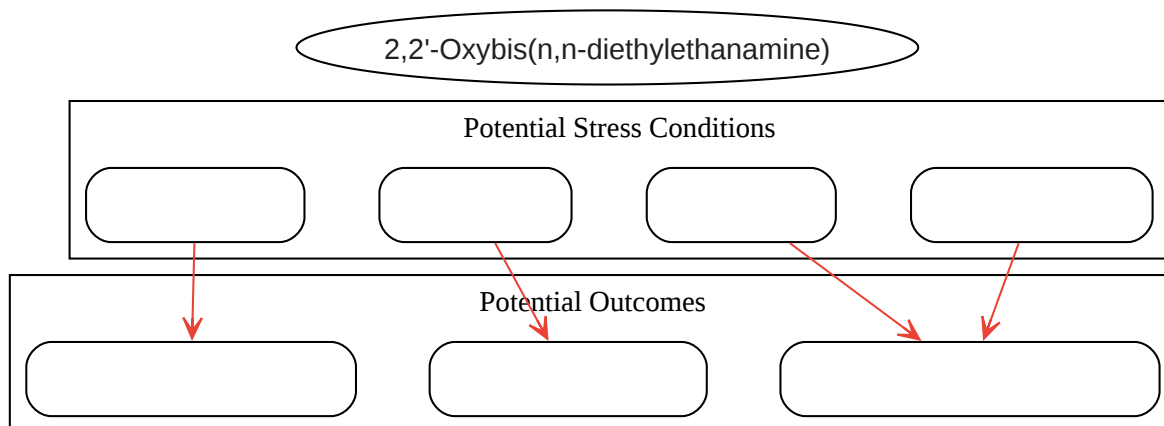 2,2'-Oxybis(n,n-diethylethanamine)
Potential Stress Conditions
Potential Outcomes